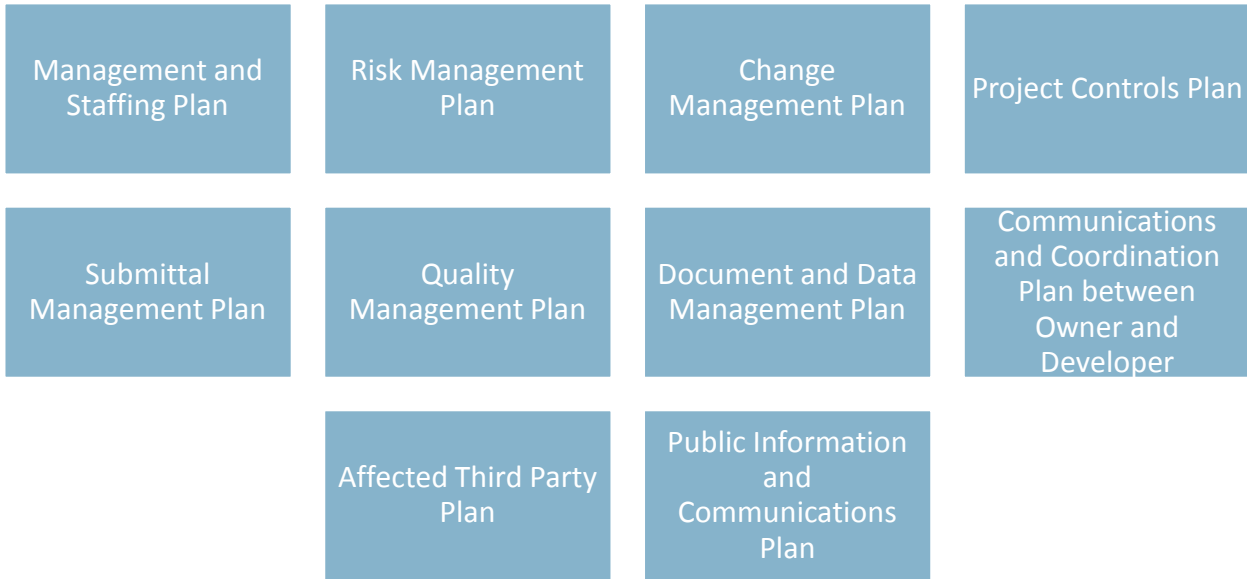 Management and
Staffing Plan
Risk Management
Plan
Change
Management Plan
Project Controls Plan
Submittal
Management Plan
Quality
Management Plan
Document and Data
Management Plan
Communications
and Coordination
Plan between
Owner and
Developer
Affected Third Party
Plan
Public Information
and
Communications
Plan